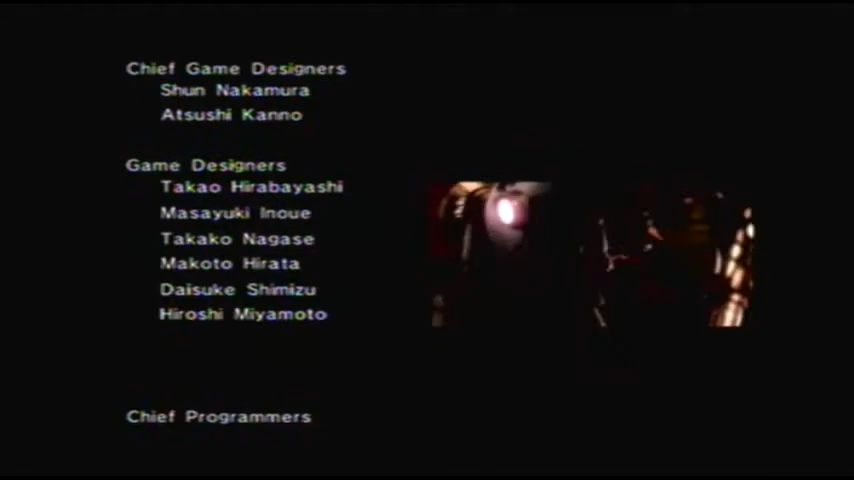 Chief Game Designers
Shun Nakamura
Atsushi Kanno
Game Designers
Takao Hirabayashi
Masayuki Inoue
Takako Nagase
Makoto Hirata
Daisuke Shimizu
Hiroshi Miyamoto
Chief Programmers